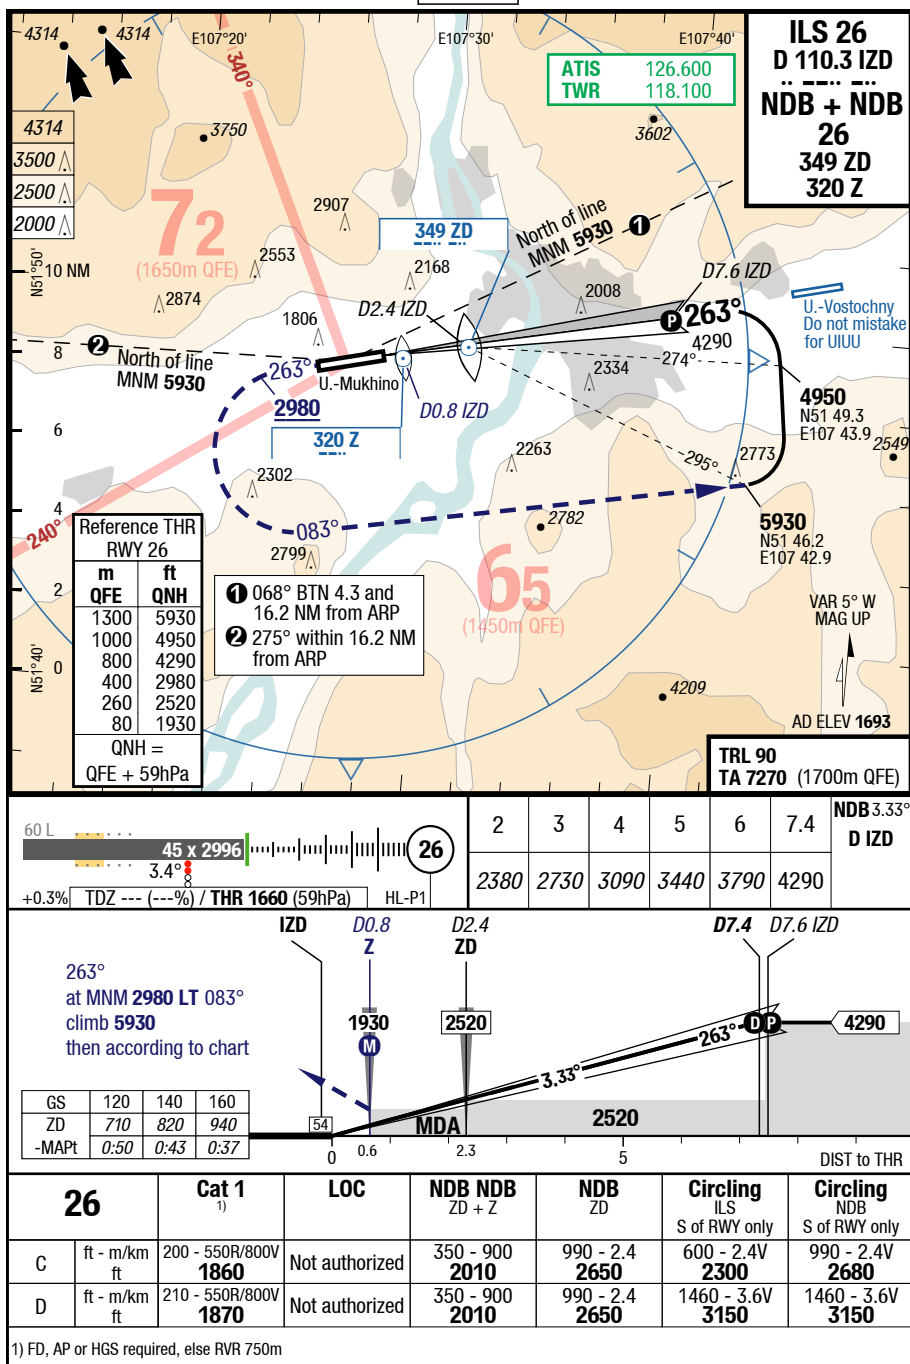 ILS 26
D 110.3 IZD
NDB + NDB
26
349 ZD
320 Z
ATIS 126.600
TWR 118.100
E107°20'
E107°30'
E107°40'
4314
4314
340°
3750
3602
4314
3500
2500
2000
72
(1650m QFE)
2907
349 ZD
North of line
MNM 5930
1
N51°50'
10 NM
2553
2168
D7.6 IZD
2874
D2.4 IZD
2008
U.-Vostochny
Do not mistake
for UIUU
1806
P
263°
4290
8
2
North of line
MNM 5930
263°
U.-Mukhino
274°
2334
2980
D0.8 IZD
4950
N51 49.3
E107 43.9
6
320 Z
2549
2302
2263
295°
2773
4
240°
083°
2782
5930
N51 46.2
E107 42.9
2799
65
(1450m QFE)
Reference THR
RWY 26
m ft
QFE QNH
1300 5930
1000 4950
800 4290
400 2980
260 2520
80 1930
QNH =
QFE + 59hPa
2
N51°40'
0
1 068° BTN 4.3 and
16.2 NM from ARP
2 275° within 16.2 NM
from ARP
VAR 5° W
MAG UP
4209
AD ELEV 1693
TRL 90
TA 7270 (1700m QFE)
60 L
45 x 2996
26
3.4°
+0.3%
TDZ --- (---%) / THR 1660 (59hPa)
HL-P1
2 3 4 5 6 7.4 NDB 3.33°
D IZD
2380 2730 3090 3440 3790 4290
IZD D0.8 D2.4 D7.4 D7.6 IZD
Z ZD
263°
at MNM 2980 LT 083°
climb 5930
then according to chart
1930 2520
M
D P
4290
263°
3.33°
GS 120 140 160
ZD 710 820 940
-MAPt 0:50 0:43 0:37
54
MDA
2520
0 0.6 2.3 5 DIST to THR
26 Cat 1 LOC NDB NDB NDB Circling Circling
1) ZD + Z ZD ILS NDB
S of RWY only S of RWY only
C ft - m/km 200 - 550R/800V Not authorized 350 - 900 990 - 2.4 600 - 2.4V 990 - 2.4V
ft 1860 2010 2650 2300 2680
D ft - m/km 210 - 550R/800V Not authorized 350 - 900 990 - 2.4 1460 - 3.6V 1460 - 3.6V
ft 1870 2010 2650 3150 3150
1) FD, AP or HGS required, else RVR 750m